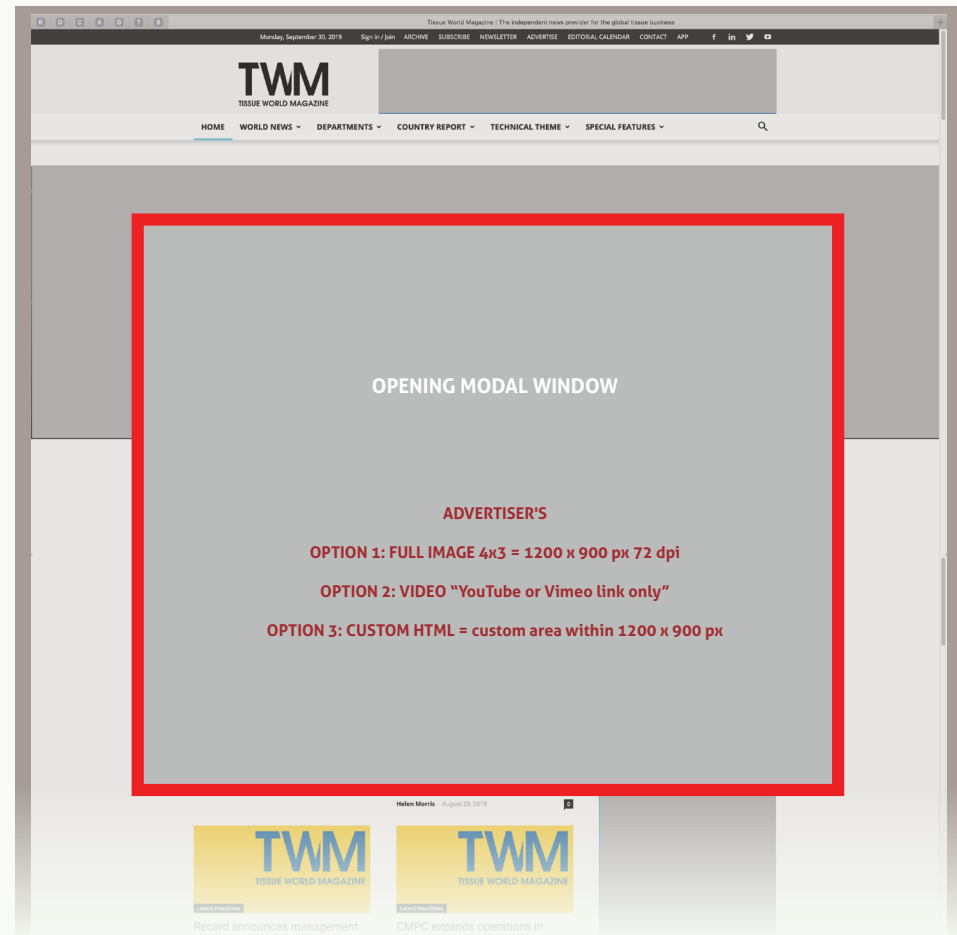 R D C A G T B
Tissue World Magazine | The independent news provider for the global tissue business
Monday, September 30, 2019 Sign in / Join ARCHIVE SUBSCRIBE NEWSLETTER ADVERTISE EDITORIAL CALENDAR CONTACT APP
TWM
TISSUE WORLD MAGAZINE
HOME WORLD NEWS DEPARTMENTS COUNTRY REPORT TECHNICAL THEME SPECIAL FEATURES
OPENING MODAL WINDOW
ADVERTISER'S
OPTION 1: FULL IMAGE 4x3 = 1200 x 900 px 72 dpi
OPTION 2: VIDEO “YouTube or Vimeo link only”
OPTION 3: CUSTOM HTML = custom area within 1200 x 900 px
Helen Morris - August 29, 2019 0
TWM TWM
TISSUE WORLD MAGAZINE TISSUE WORLD MAGAZINE
Latest Headlines Latest Headlines
Recard announces management CMPC expands operations in